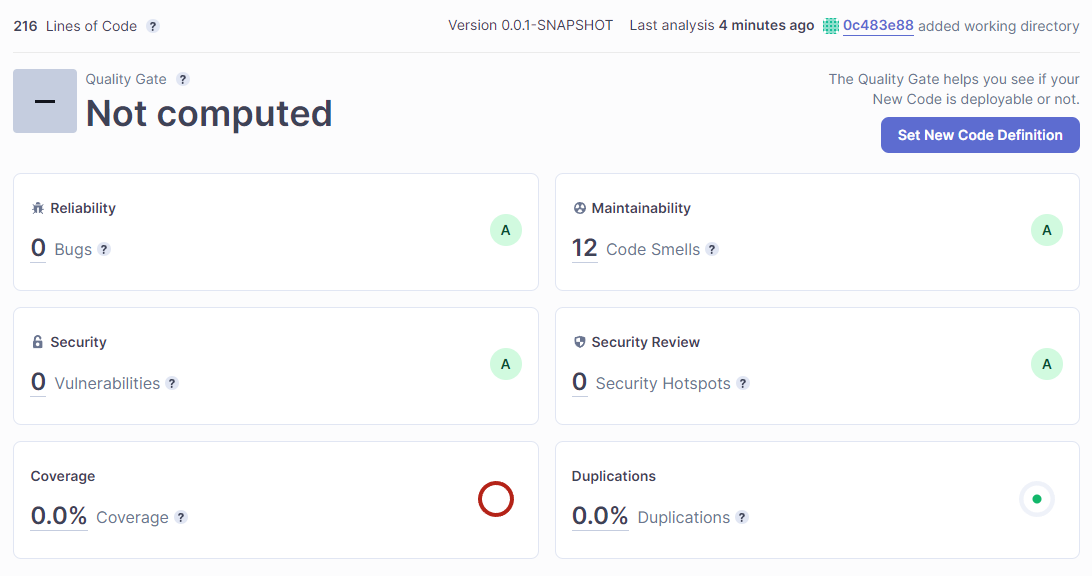 216 Lines of Code ?
Version 0.0.1-SNAPSHOT Last analysis 4 minutes ago 0c483e88 added working directory
Quality Gate ?
Not computed
The Quality Gate helps you see if your
New Code is deployable or not.
Set New Code Definition
Reliability
0 Bugs ?
A
Maintainability
12 Code Smells ?
A
Security
0 Vulnerabilities ?
A
Security Review
0 Security Hotspots ?
A
Coverage
0.0% Coverage ?
Duplications
0.0% Duplications ?